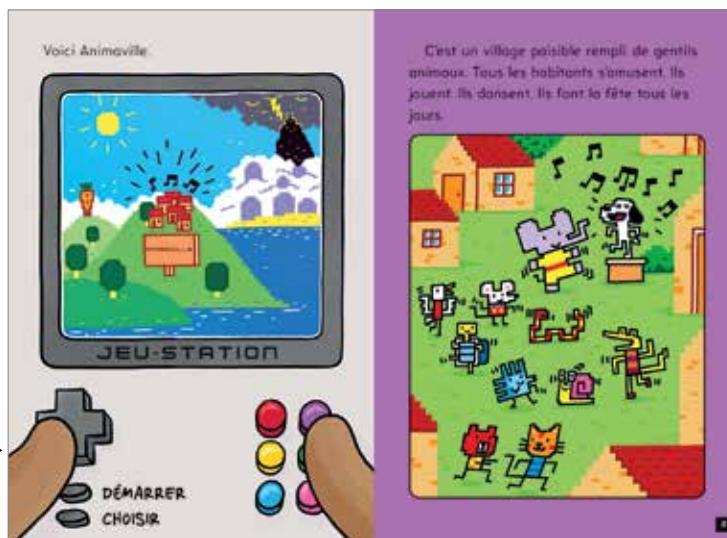 Voici Animaville.
JEU-STATION
DÉMARRER
CHOISIR
C'est un village paisible rempli de gentils
animaux. Tous les habitants s'amusent. Ils
jouent. Ils dansent. Ils font la fête tous les
jours.